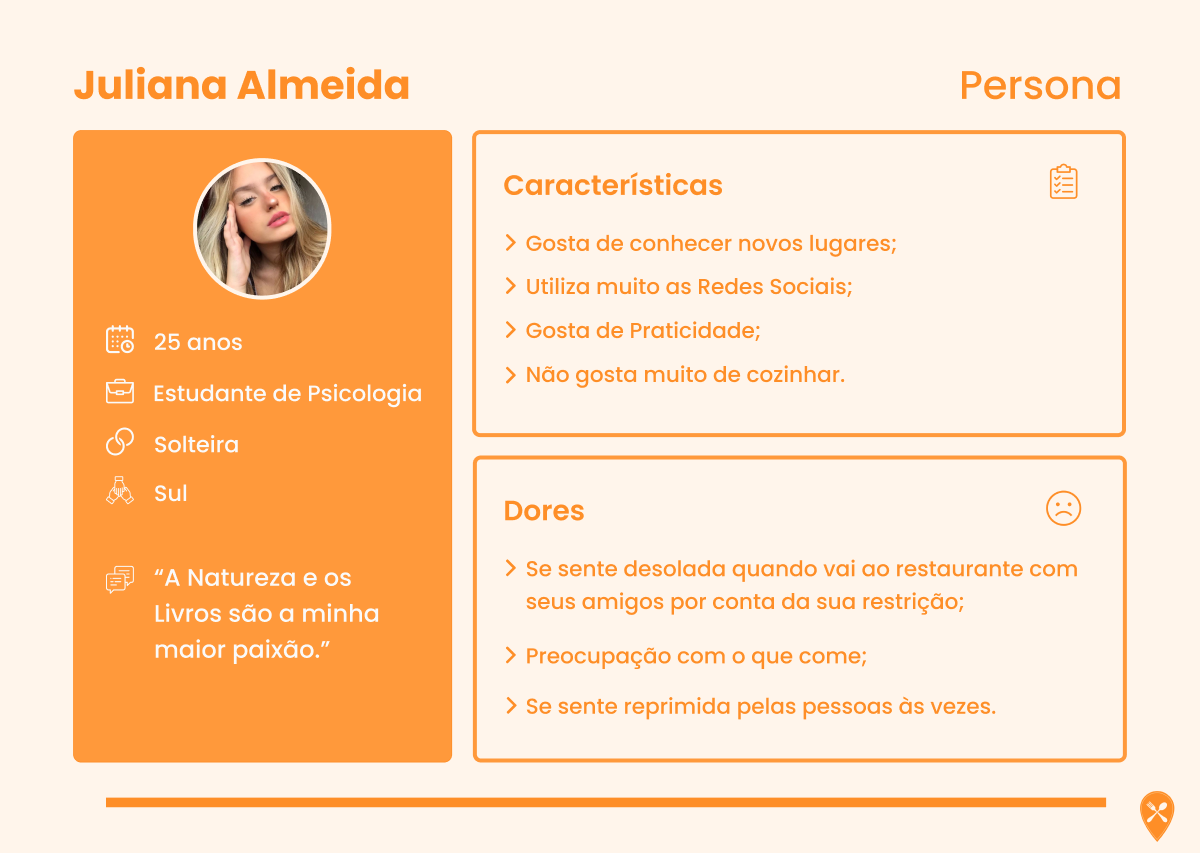 Juliana Almeida
Persona
25 anos
Estudante de Psicologia
Solteira
Sul
“A Natureza e os
Livros são a minha
maior paixão.”
Características
Gosta de conhecer novos lugares;
Utiliza muito as Redes Sociais;
Gosta de Praticidade;
Não gosta muito de cozinhar.
Dores
Se sente desolada quando vai ao restaurante com
seus amigos por conta da sua restrição;
Preocupação com o que come;
Se sente reprimida pelas pessoas às vezes.